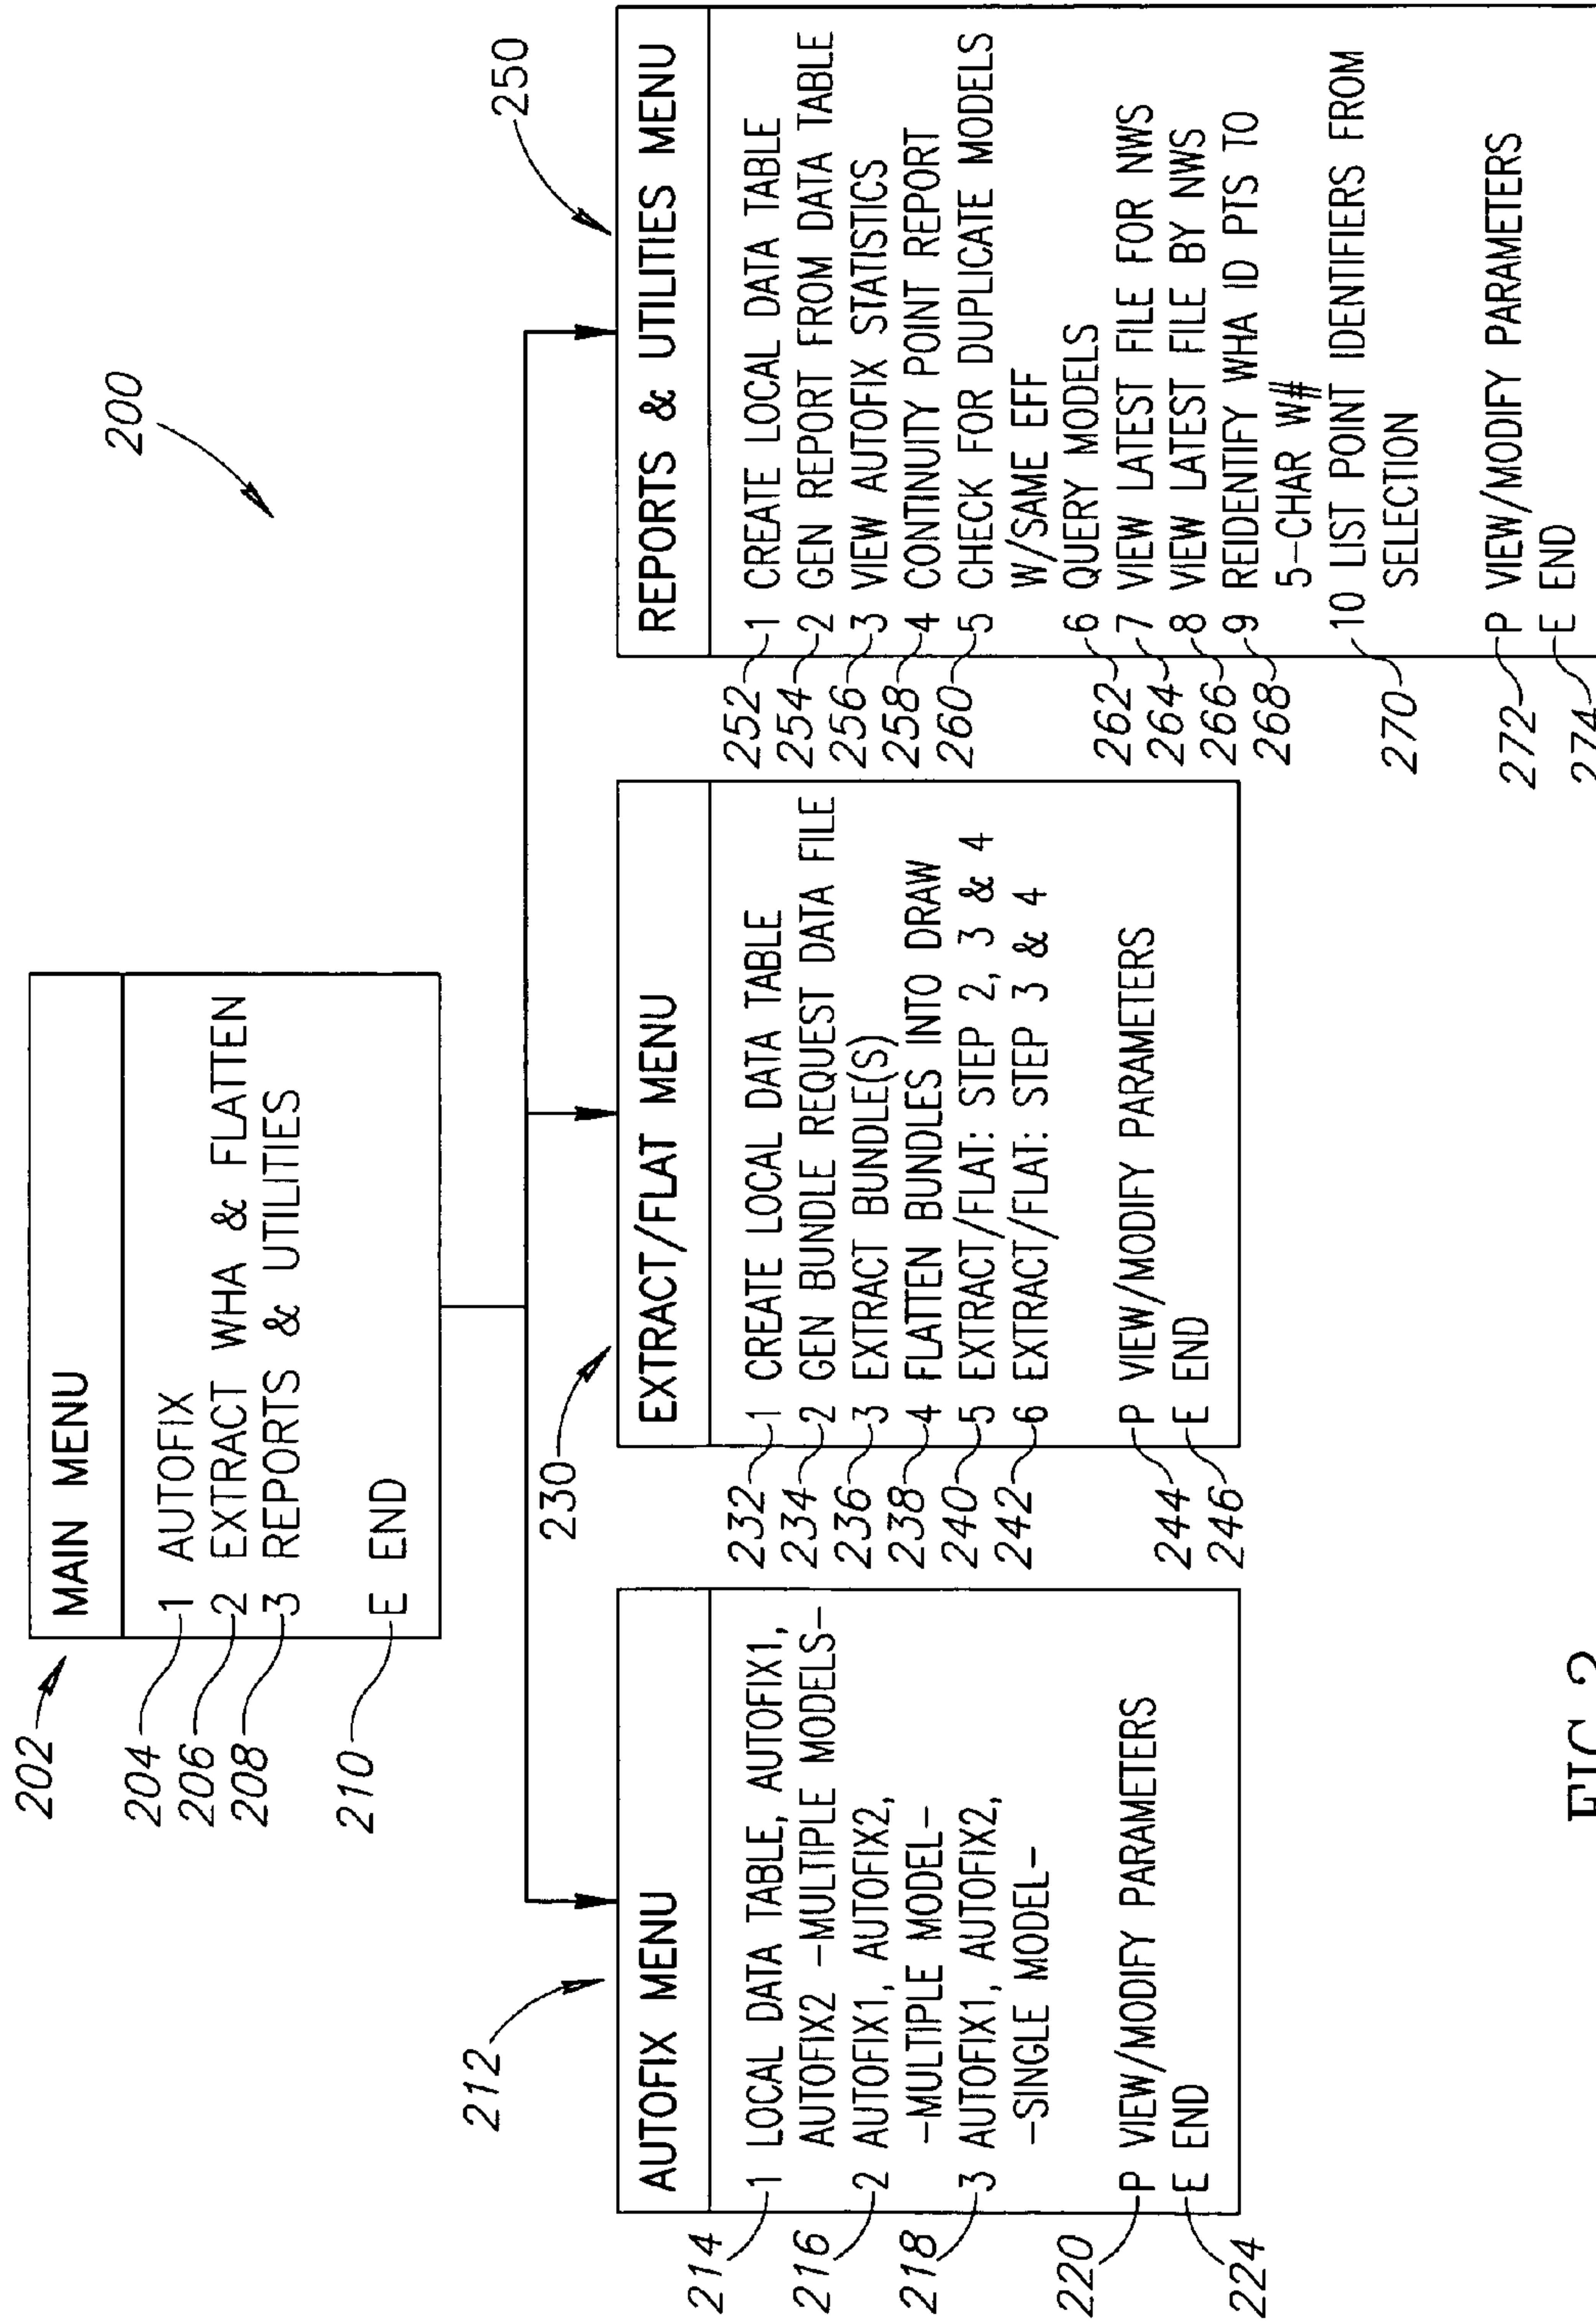 200
202
MAIN MENU
204 1 AUTOFIX
206 2 EXTRACT WHA & FLATTEN
208 3 REPORTS & UTILITIES
210 E END
212
AUTOFIX MENU
214 1 LOCAL DATA TABLE, AUTOFIX1,
AUTOFIX2 -MULTIPLE MODELS-
216 2 AUTOFIX1, AUTOFIX2,
-MULTIPLE MODEL-
218 3 AUTOFIX1, AUTOFIX2,
-SINGLE MODEL-
220 P VIEW/MODIFY PARAMETERS
224 E END
230
EXTRACT/FLAT MENU
232 1 CREATE LOCAL DATA TABLE
234 2 GEN BUNDLE REQUEST DATA FILE
236 3 EXTRACT BUNDLE(S)
238 4 FLATTEN BUNDLES INTO DRAW
240 5 EXTRACT/FLAT: STEP 2, 3 & 4
242 6 EXTRACT/FLAT: STEP 3 & 4
244 P VIEW/MODIFY PARAMETERS
246 E END
250
REPORTS & UTILITIES MENU
252 1 CREATE LOCAL DATA TABLE
254 2 GEN REPORT FROM DATA TABLE
256 3 VIEW AUTOFIX STATISTICS
258 4 CONTINUITY POINT REPORT
260 5 CHECK FOR DUPLICATE MODELS
W/SAME EFF
262 6 QUERY MODELS
264 7 VIEW LATEST FILE FOR NWS
266 8 VIEW LATEST FILE BY NWS
268 9 REIDENTIFY WHA ID PTS TO
5-CHAR W#
270 10 LIST POINT IDENTIFIERS FROM
SELECTION
272 P VIEW/MODIFY PARAMETERS
274 E END